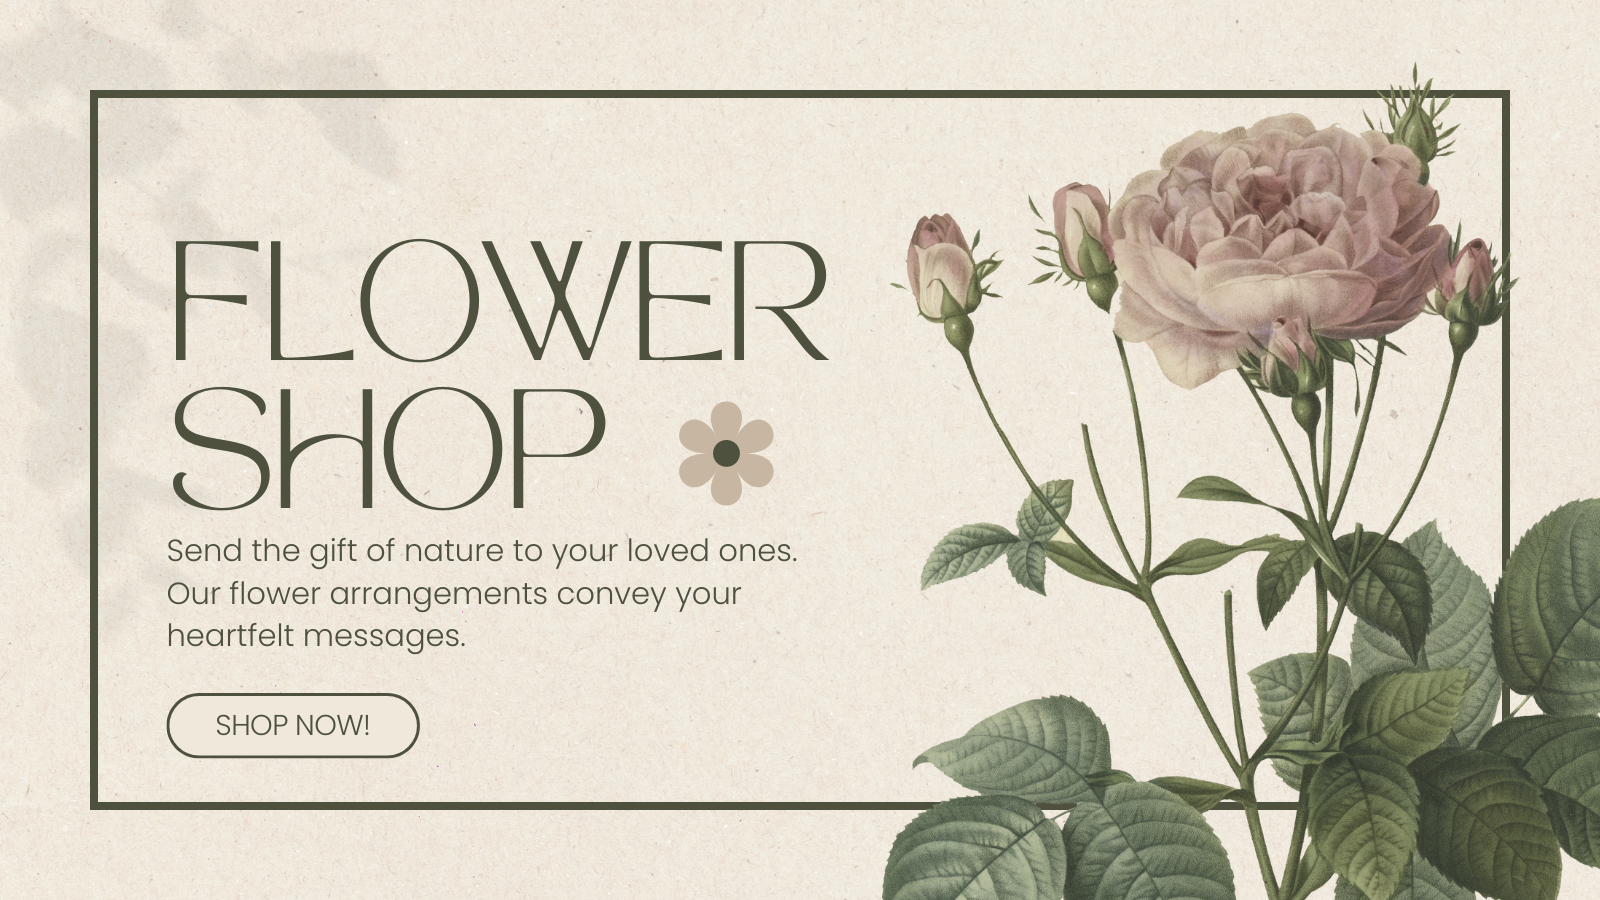 FLOWER
SHOP
Send the gift of nature to your loved ones.
Our flower arrangements convey your
heartfelt messages.
SHOP NOW!